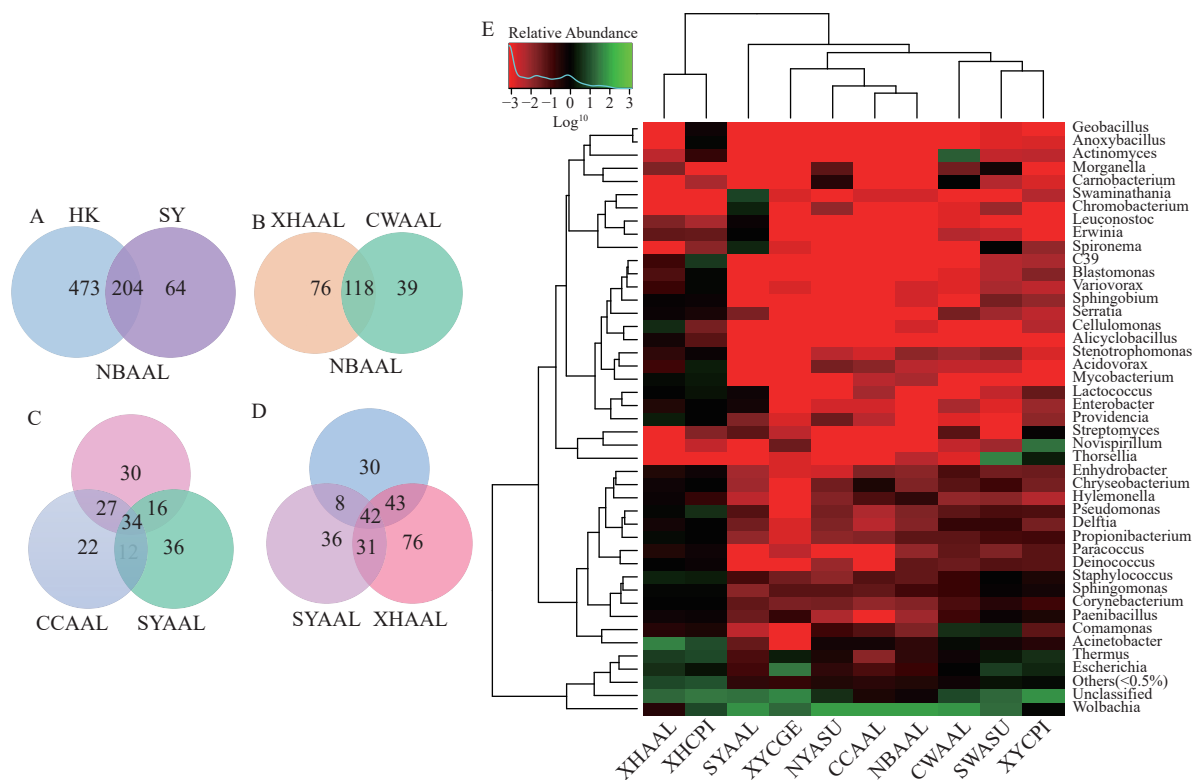 E Relative Abundance
−3 −2 −1 0 1 2 3
Log10
A HK SY
473 204 64
NBAAL
B XHAAL CWAAL
76 118 39
NBAAL
C
30
27 16
34
22 12 36
CCAAL SYAAL
D
30
8 43
42
36 31 76
SYAAL XHAAL
Geobacillus
Anoxybacillus
Actinomyces
Morganella
Carnobacterium
Swaminathania
Chromobacterium
Leuconostoc
Erwinia
Spironema
C39
Blastomonas
Variovorax
Sphingobium
Serratia
Cellulomonas
Alicyclobacillus
Stenotrophomonas
Acidovorax
Mycobacterium
Lactococcus
Enterobacter
Providencia
Streptomyces
Novispirillum
Thorsellia
Enhydrobacter
Chryseobacterium
Hylemonella
Pseudomonas
Delftia
Propionibacterium
Paracoccus
Deinococcus
Staphylococcus
Sphingomonas
Corynebacterium
Paenibacillus
Comamonas
Acinetobacter
Thermus
Escherichia
Others(<0.5%)
Unclassified
Wolbachia
XHAAL XHCPI SYAAL XYCGE NYASU CCAAL NBAAL CWAAL SWASU XYCPI